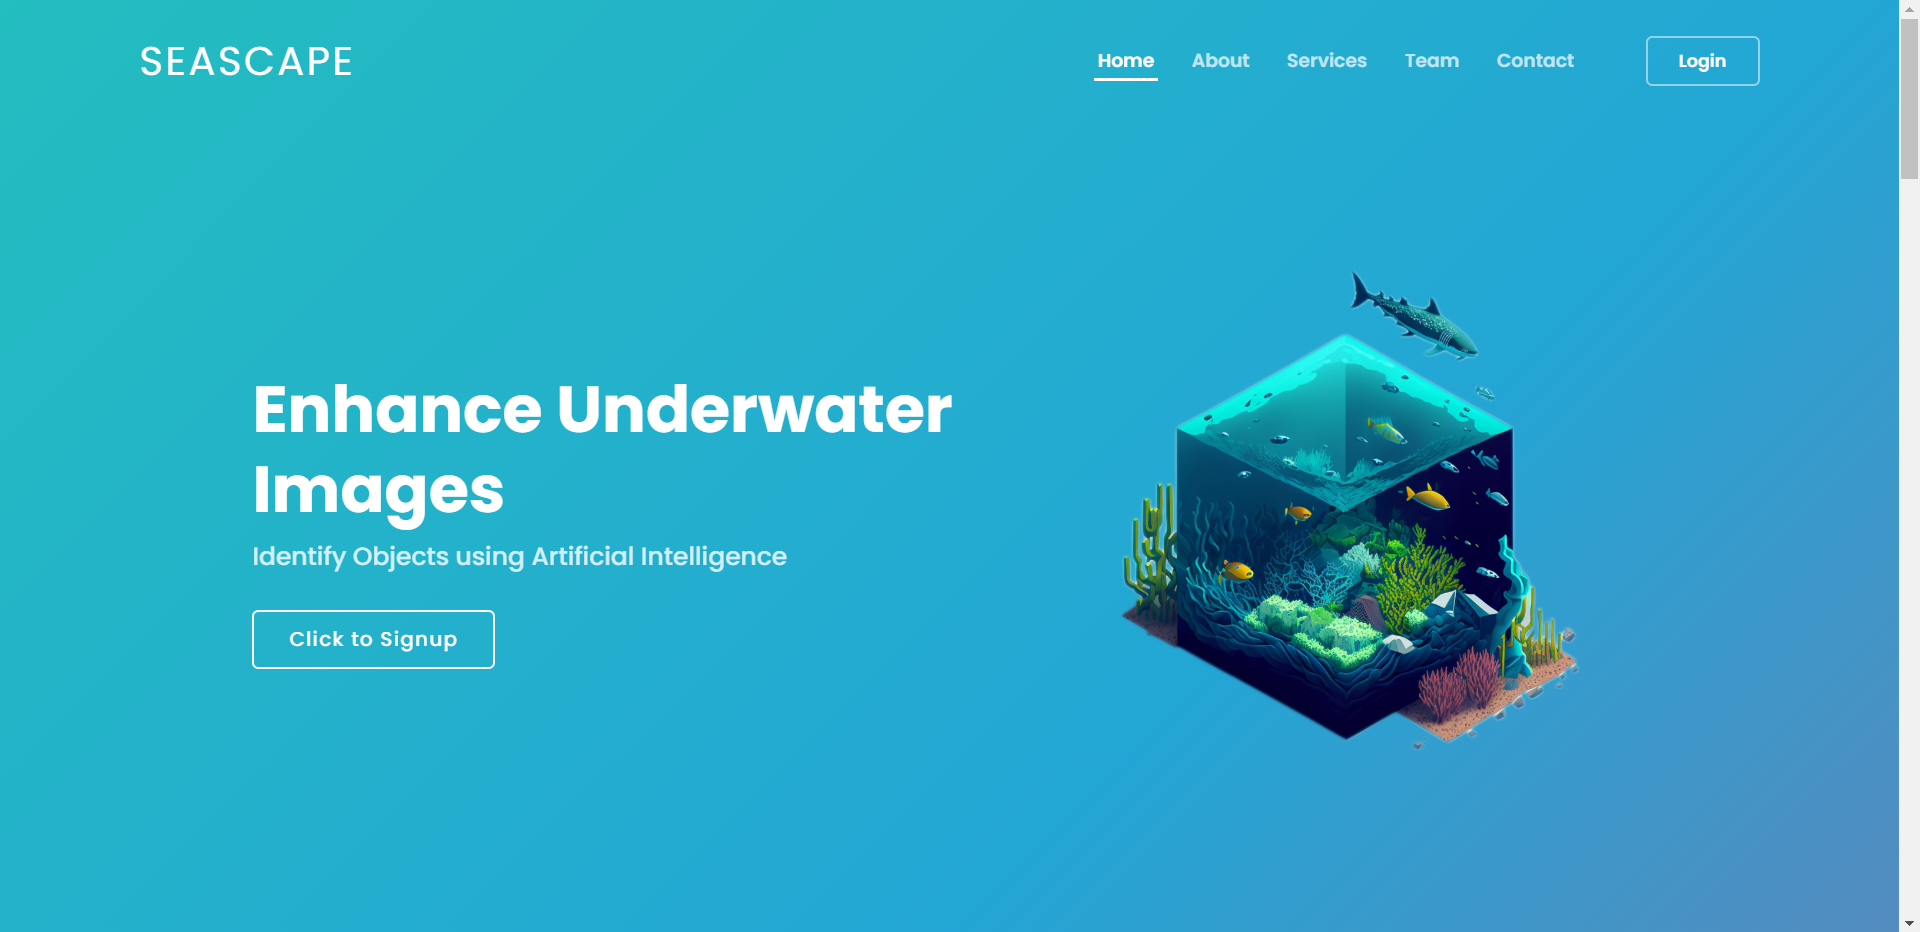 SEASCAPE
Home About Services Team Contact Login
Enhance Underwater
Images
Identify Objects using Artificial Intelligence
Click to Signup